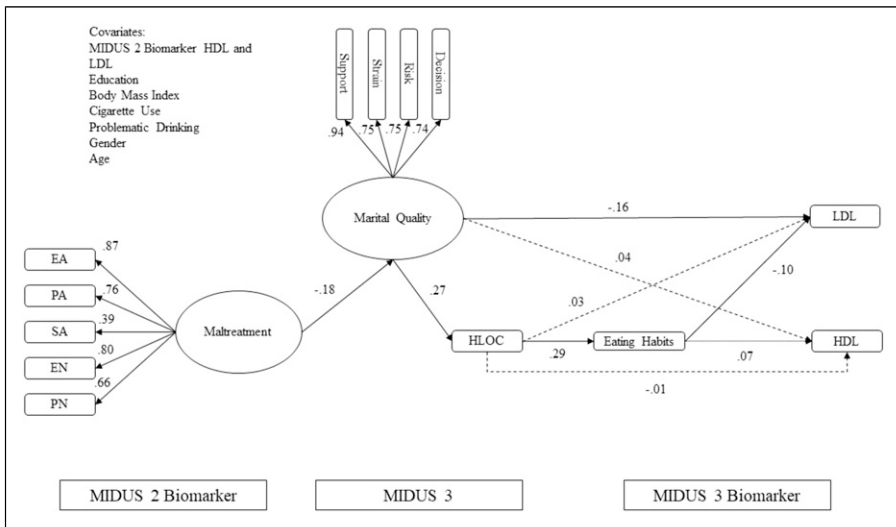 Covariates:
MIDUS 2 Biomarker HDL and
LDL
Education
Body Mass Index
Cigarette Use
Problematic Drinking
Gender
Age
Support
Strain
Risk
Decision
.94
.75
.75
.74
Marital Quality
-.16
LDL
.04
-.10
EA
.87
PA
.76
SA
.39
EN
.80
PN
.66
Maltreatment
-.18
.27
.03
HLOC
.29
Eating Habits
.07
HDL
-.01
MIDUS 2 Biomarker
MIDUS 3
MIDUS 3 Biomarker